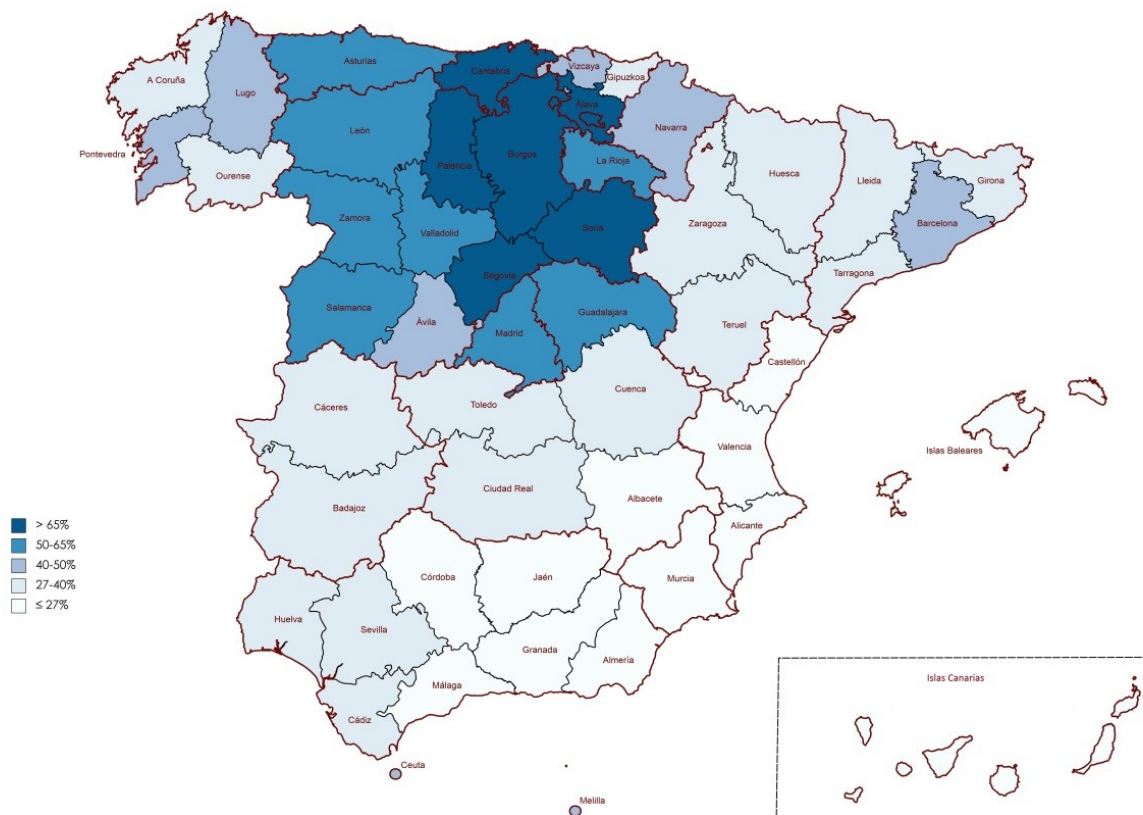 Asturias
Cantabria
Vizcaya
Gipuzkoa
A Coruña
Lugo
Álava
León
Navarra
Pontevedra
Palencia
Burgos
La Rioja
Ourense
Huesca
Lleida
Girona
Zamora
Valladolid
Soria
Zaragoza
Barcelona
Segovia
Tarragona
Salamanca
Ávila
Madrid
Guadalajara
Teruel
Castellón
Cáceres
Toledo
Cuenca
Valencia
Islas Baleares
Badajoz
Ciudad Real
Albacete
Alicante
> 65%
50-65%
40-50%
27-40%
≤ 27%
Córdoba
Jaén
Murcia
Huelva
Sevilla
Granada
Almería
Málaga
Cádiz
Islas Canarias
Ceuta
Melilla